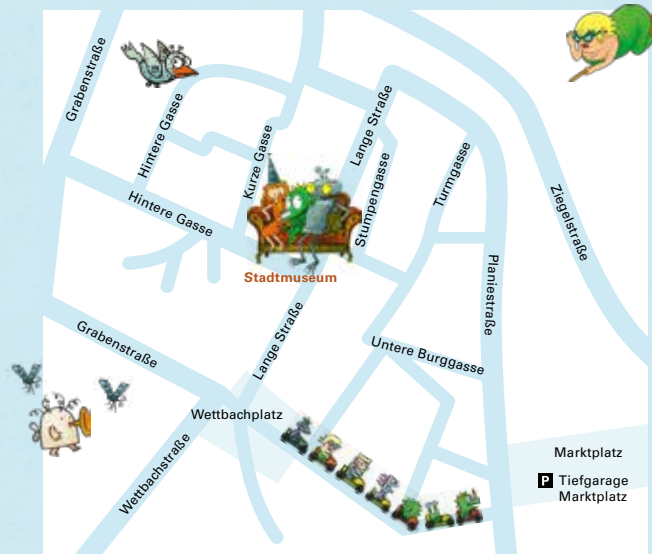 Grabenstraße
Hintere Gasse
Kurze Gasse
Lange Straße
Stumpengasse
Turmgasse
Ziegelstraße
Hintere Gasse
Stadtmuseum
Planiestraße
Lange Straße
Grabenstraße
Untere Burggasse
Wettbachplatz
Wettbachstraße
Marktplatz
P Tiefgarage
Marktplatz